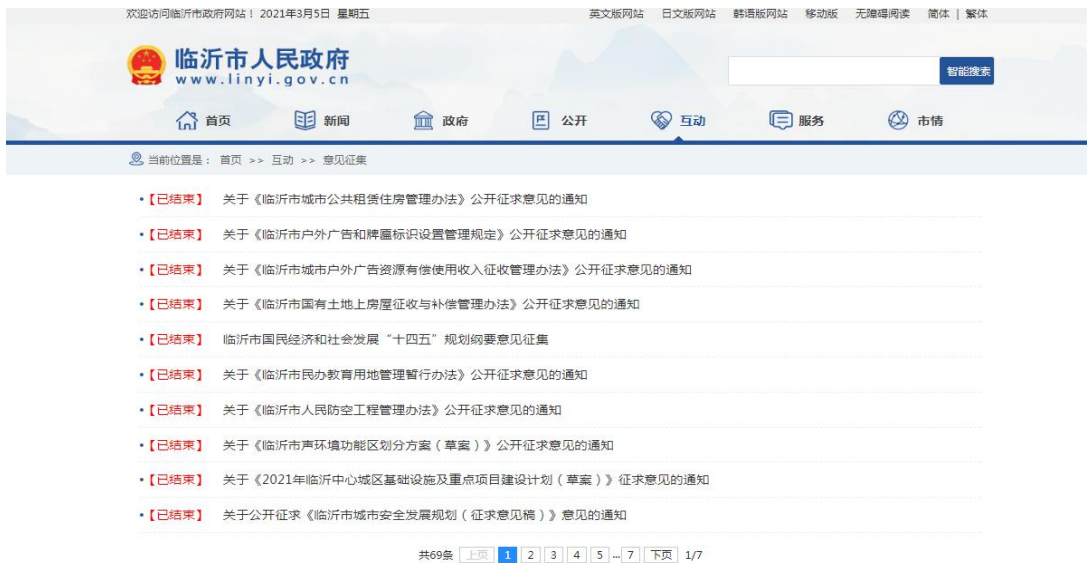 欢迎访问临沂市政府网站！ 2021年3月5日 星期五 英文版网站 日文版网站 韩语版网站 移动版 无障碍阅读 简体 | 繁体
临沂市人民政府
www.linyi.gov.cn
智能搜索
首页 新闻 政府 公开 互动 服务 市情
当前位置是： 首页 >> 互动 >> 意见征集
•【已结束】 关于《临沂市城市公共租赁住房管理办法》公开征求意见的通知
•【已结束】 关于《临沂市户外广告和牌匾标识设置管理规定》公开征求意见的通知
•【已结束】 关于《临沂市城市户外广告资源有偿使用收入征收管理办法》公开征求意见的通知
•【已结束】 关于《临沂市国有土地上房屋征收与补偿管理办法》公开征求意见的通知
•【已结束】 临沂市国民经济和社会发展“十四五”规划纲要意见征集
•【已结束】 关于《临沂市民办教育用地管理暂行办法》公开征求意见的通知
•【已结束】 关于《临沂市人民防空工程管理办法》公开征求意见的通知
•【已结束】 关于《临沂市声环境功能区划分方案（草案）》公开征求意见的通知
•【已结束】 关于《2021年临沂中心城区基础设施及重点项目建设计划（草案）》征求意见的通知
•【已结束】 关于公开征求《临沂市城市安全发展规划（征求意见稿）》意见的通知
共69条 上页 1 2 3 4 5 ... 7 下页 1/7